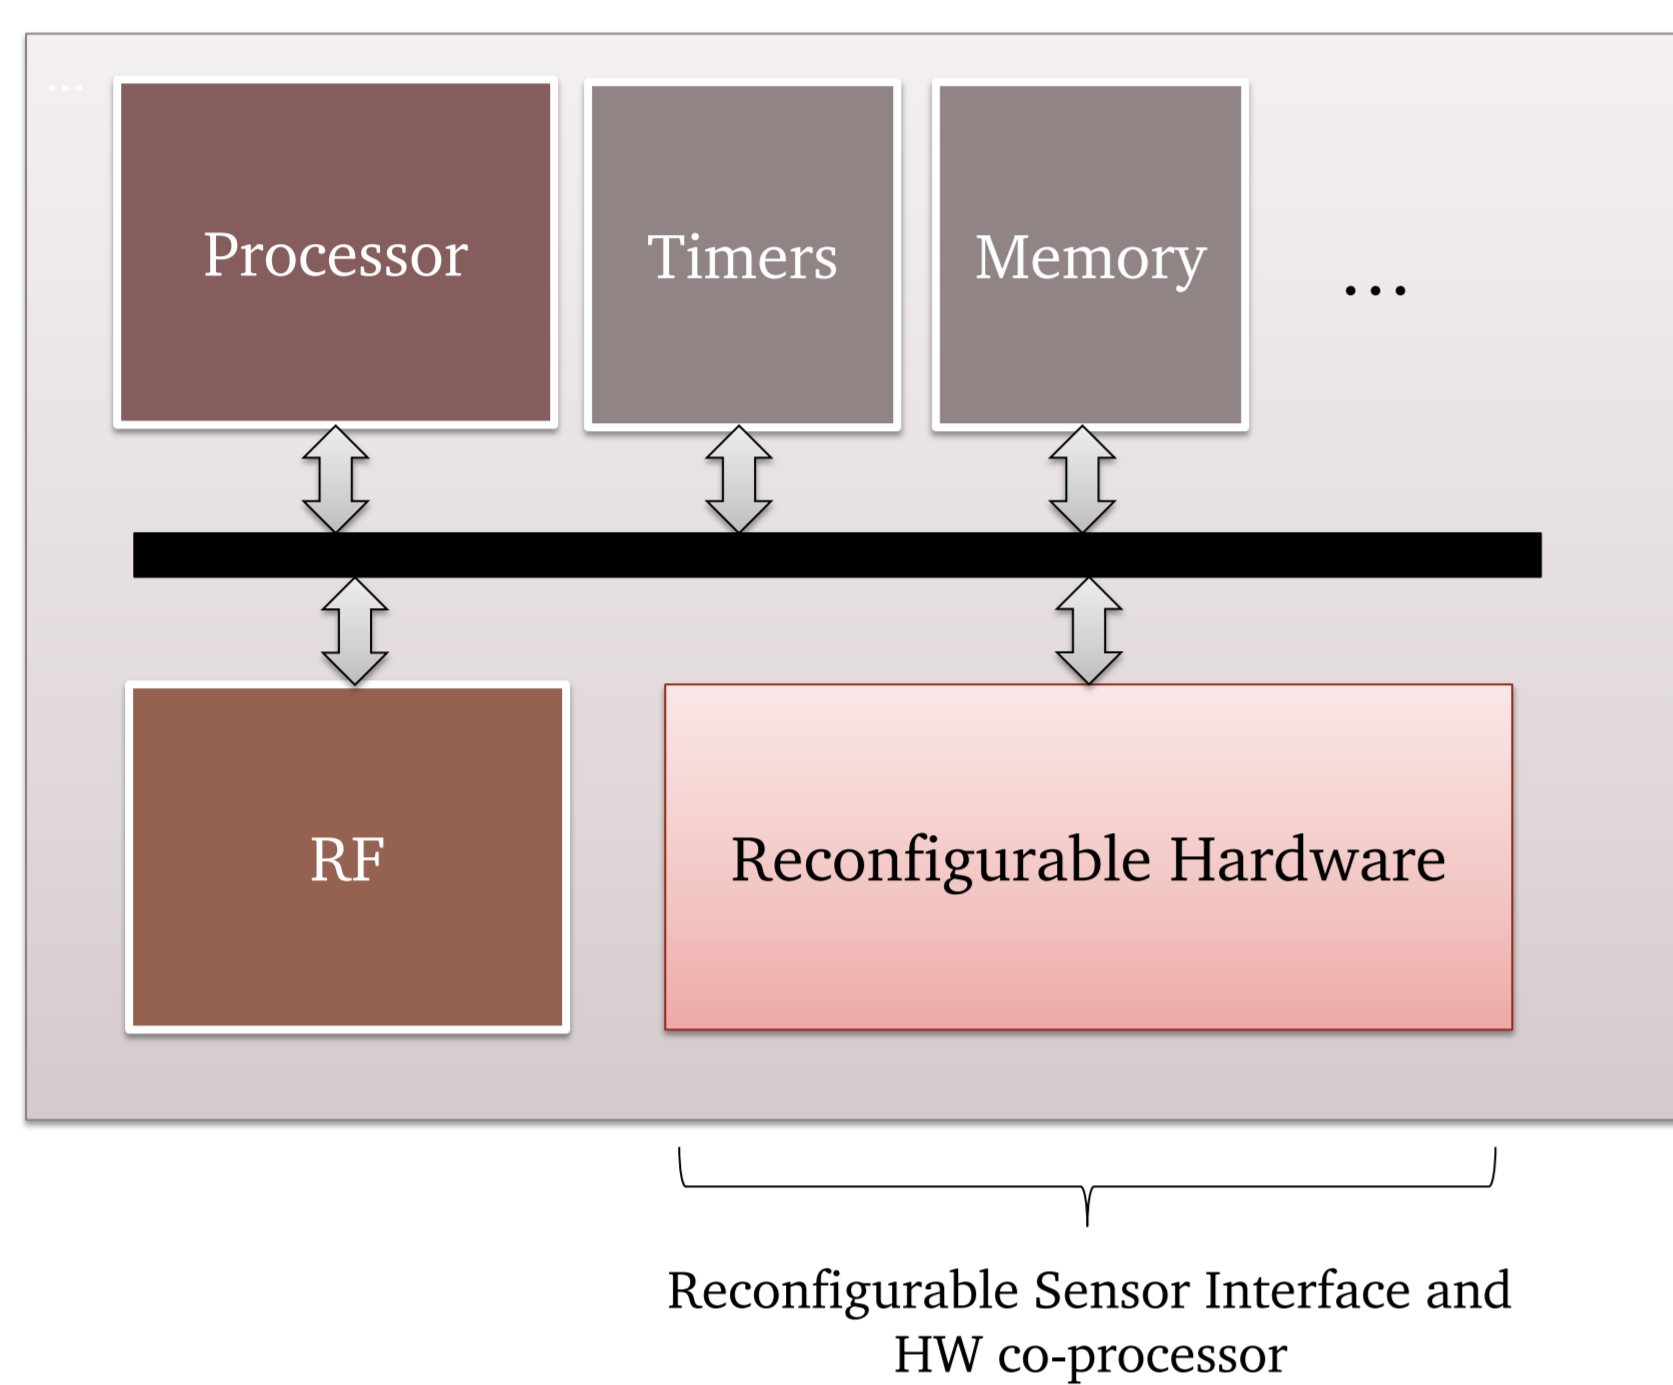 ...
Processor
Timers
Memory
...
RF
Reconfigurable Hardware
Reconfigurable Sensor Interface and
HW co-processor